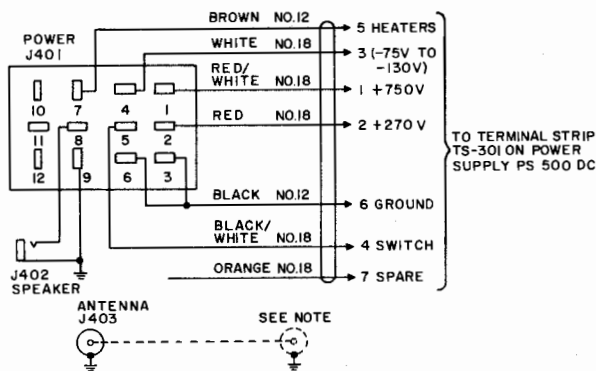 BROWN NO.12
5 HEATERS
POWER
J401
WHITE NO.18
3 (-75V TO
-130V)
RED/
WHITE NO.18
1 +750V
10 7 4 1
RED NO.18
2 +270V
11 8 5 2
12 9 6 3
TO TERMINAL STRIP
TS-301 ON POWER
SUPPLY PS 500 DC
BLACK NO.12
6 GROUND
BLACK/
WHITE NO.18
4 SWITCH
J402
SPEAKER
ORANGE NO.18
7 SPARE
ANTENNA
J403
SEE NOTE